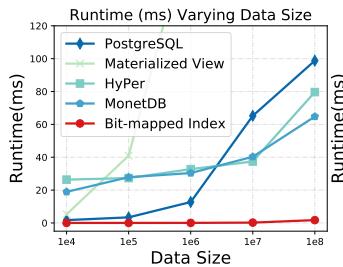 Runtime (ms) Varying Data Size
Runtime(ms)
120
100
80
60
40
20
0
PostgreSQL
Materialized View
HyPer
MonetDB
Bit-mapped Index
1e4 1e5 1e6 1e7 1e8
Data Size
Runtime(ms)